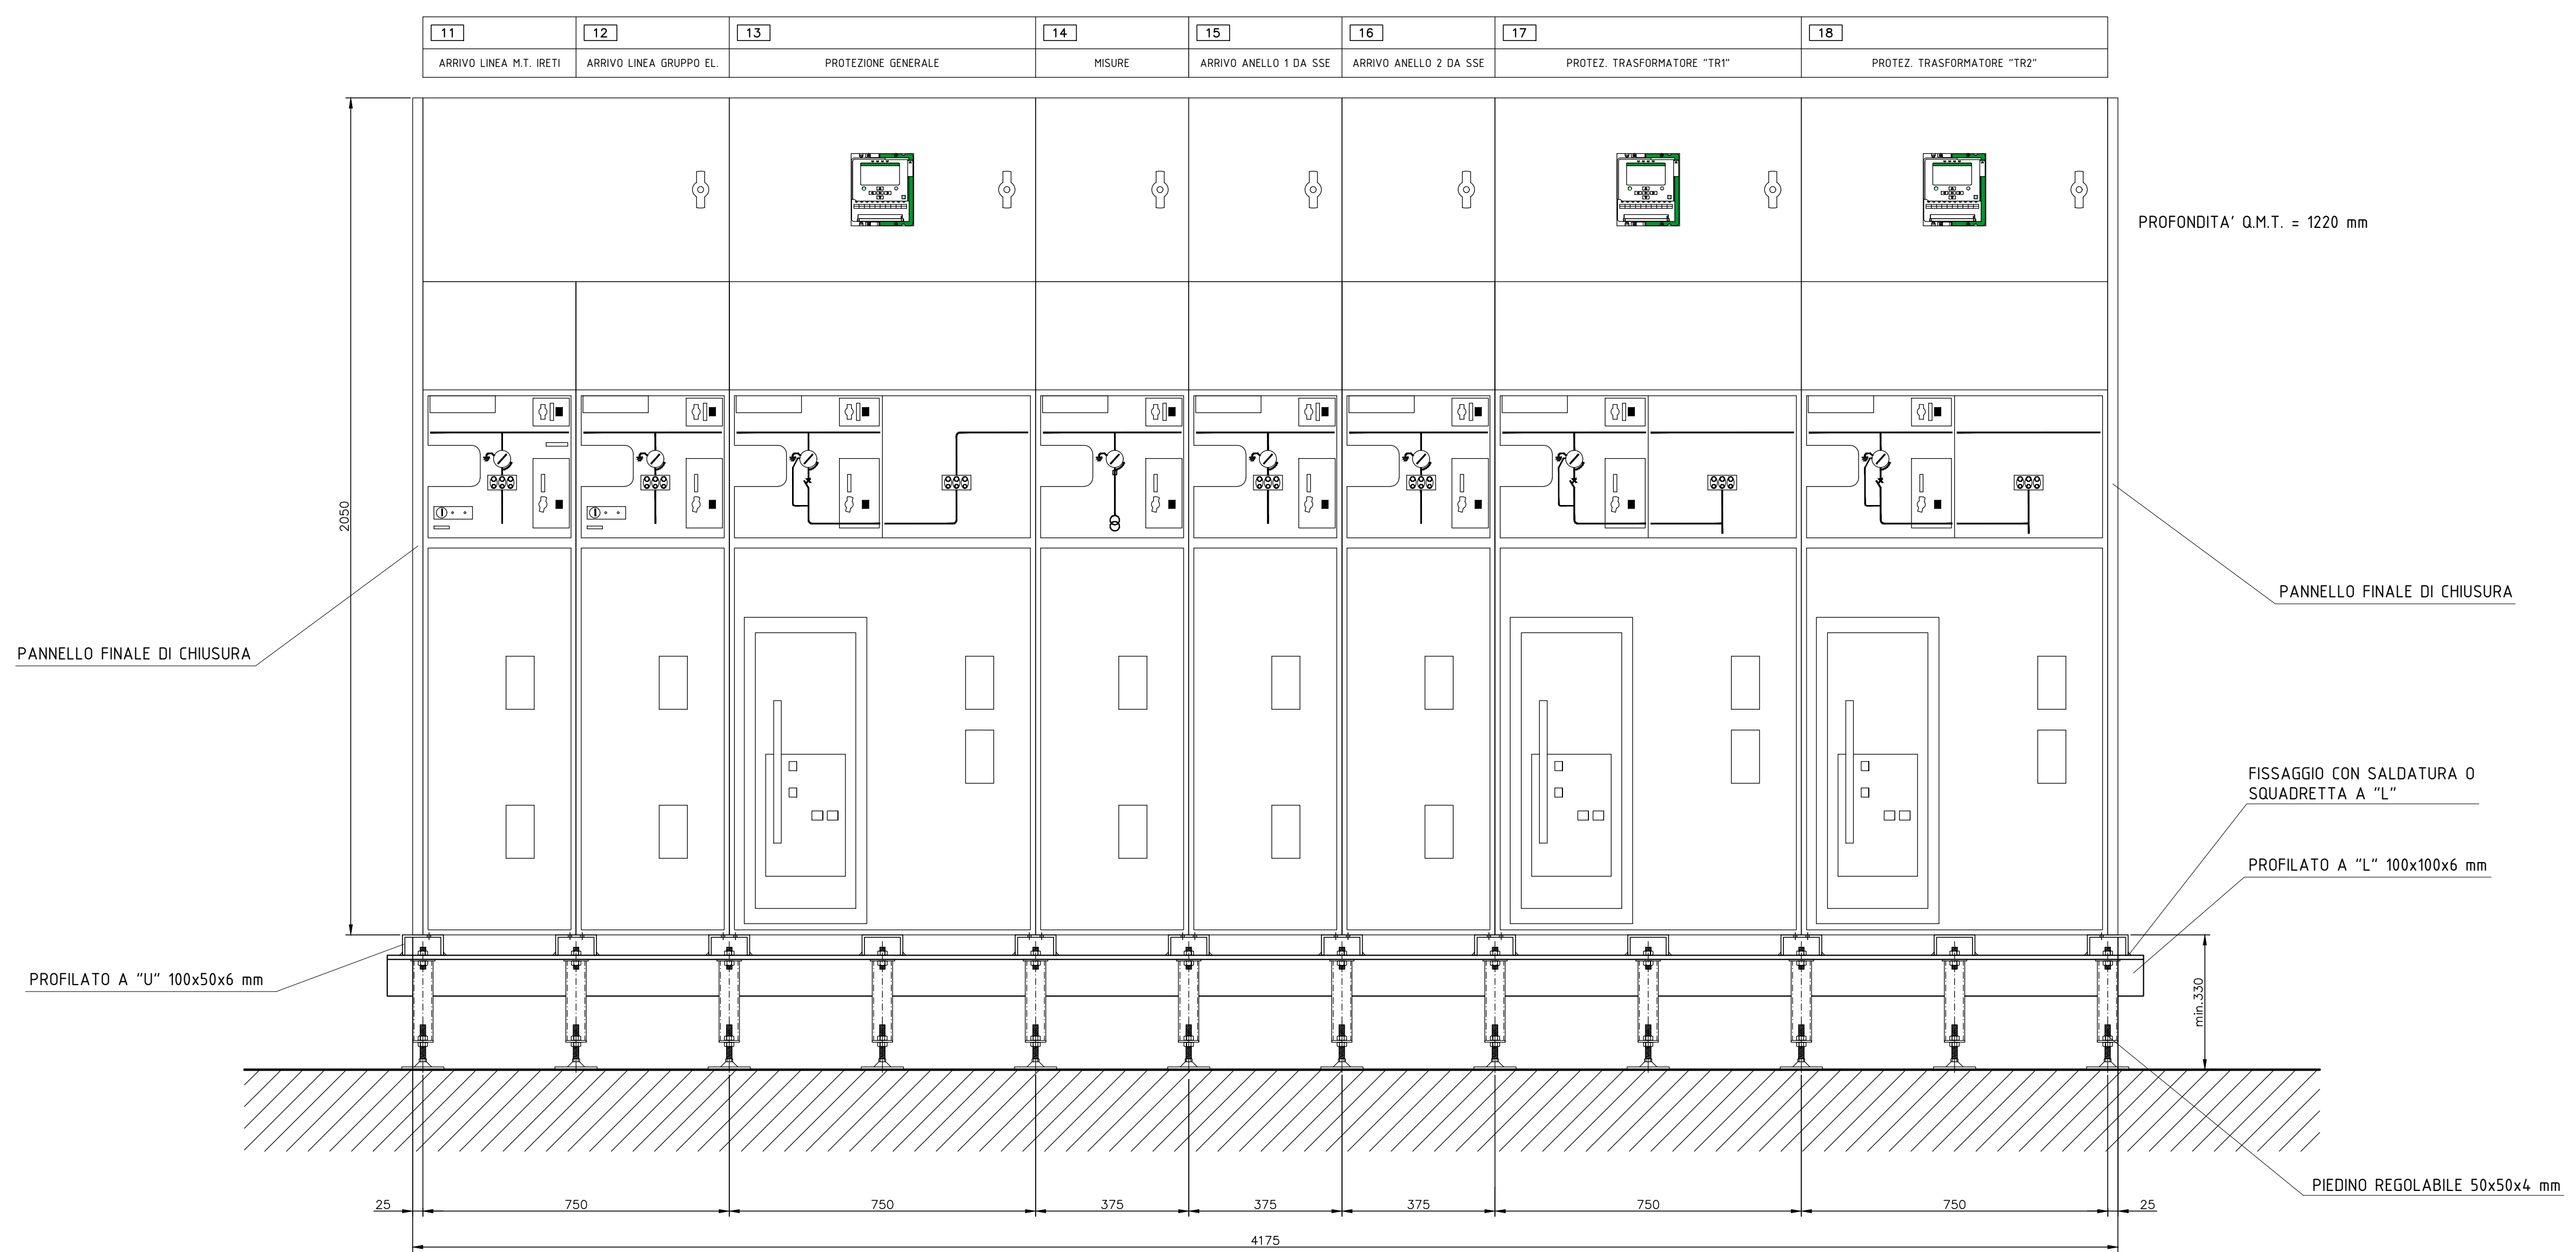 11 12 13 14 15 16 17 18
ARRIVO LINEA M.T. IRETI ARRIVO LINEA GRUPPO EL. PROTEZIONE GENERALE MISURE ARRIVO ANELLO 1 DA SSE ARRIVO ANELLO 2 DA SSE PROTEZ. TRASFORMATORE "TR1" PROTEZ. TRASFORMATORE "TR2"
PROFONDITA' Q.M.T. = 1220 mm
2050
PANNELLO FINALE DI CHIUSURA
PANNELLO FINALE DI CHIUSURA
FISSAGGIO CON SALDATURA O
SQUADRETTA A "L"
PROFILATO A "L" 100x100x6 mm
PROFILATO A "U" 100x50x6 mm
min.330
PIEDINO REGOLABILE 50x50x4 mm
25 750 750 375 375 375 750 750 25
4175